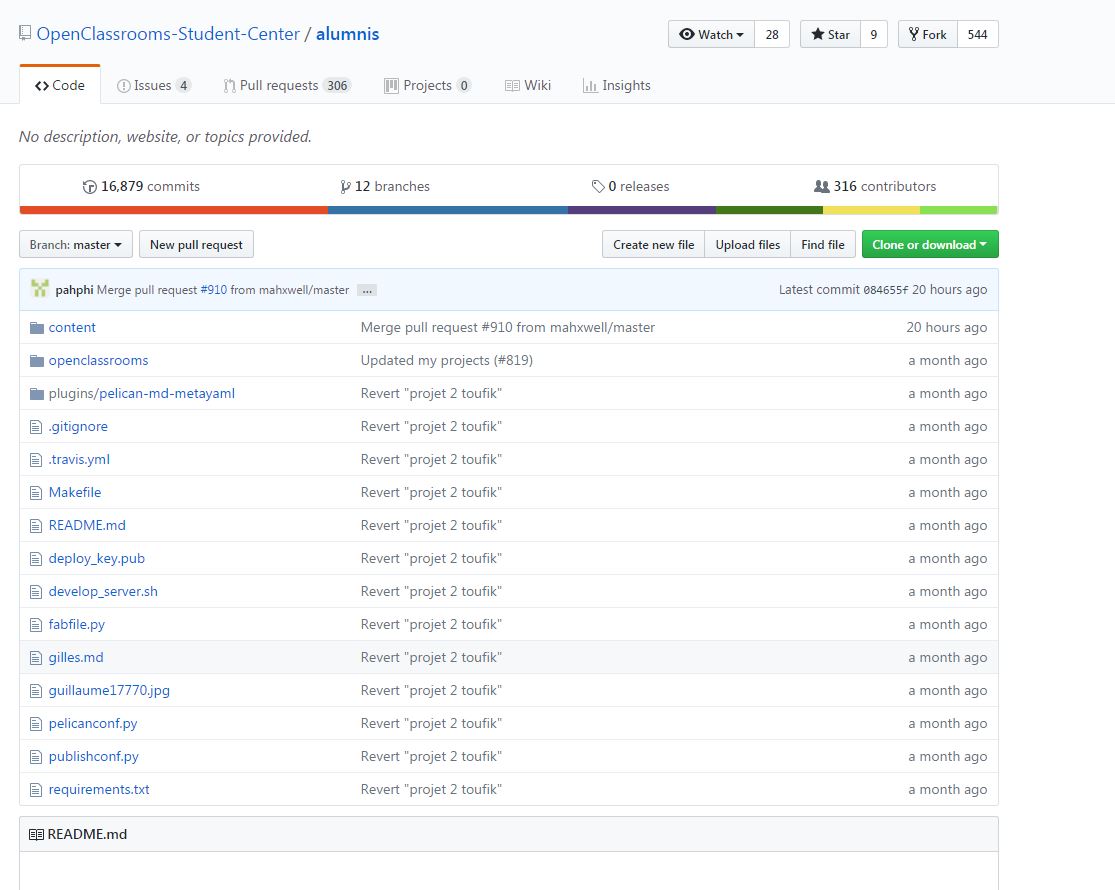 OpenClassrooms-Student-Center / alumnis Watch 28 Star 9 Fork 544
Code Issues 4 Pull requests 306 Projects 0 Wiki Insights
No description, website, or topics provided.
16,879 commits 12 branches 0 releases 316 contributors
Branch: master New pull request Create new file Upload files Find file Clone or download
pahphi Merge pull request #910 from mahxwell/master ... Latest commit 084655f 20 hours ago
content Merge pull request #910 from mahxwell/master 20 hours ago
openclassrooms Updated my projects (#819) a month ago
plugins/pelican-md-metayaml Revert "projet 2 toufik" a month ago
.gitignore Revert "projet 2 toufik" a month ago
.travis.yml Revert "projet 2 toufik" a month ago
Makefile Revert "projet 2 toufik" a month ago
README.md Revert "projet 2 toufik" a month ago
deploy_key.pub Revert "projet 2 toufik" a month ago
develop_server.sh Revert "projet 2 toufik" a month ago
fabfile.py Revert "projet 2 toufik" a month ago
gilles.md Revert "projet 2 toufik" a month ago
guillaume17770.jpg Revert "projet 2 toufik" a month ago
pelicanconf.py Revert "projet 2 toufik" a month ago
publishconf.py Revert "projet 2 toufik" a month ago
requirements.txt Revert "projet 2 toufik" a month ago
README.md